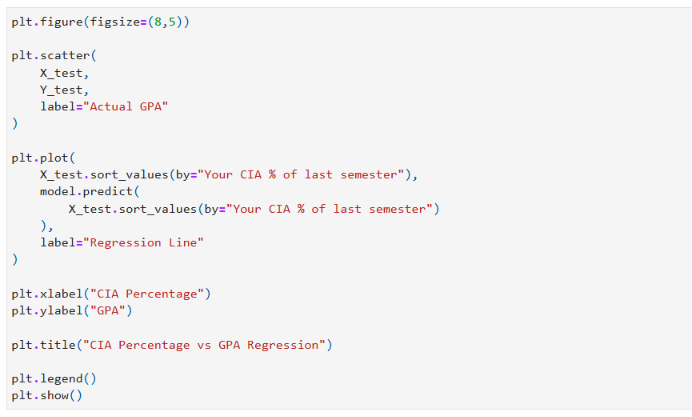 plt.figure(figsize=(8,5))

plt.scatter(
    X_test,
    Y_test,
    label="Actual GPA"
)

plt.plot(
    X_test.sort_values(by="Your CIA % of last semester"),
    model.predict(
        X_test.sort_values(by="Your CIA % of last semester")
    ),
    label="Regression Line"
)

plt.xlabel("CIA Percentage")
plt.ylabel("GPA")

plt.title("CIA Percentage vs GPA Regression")

plt.legend()
plt.show()